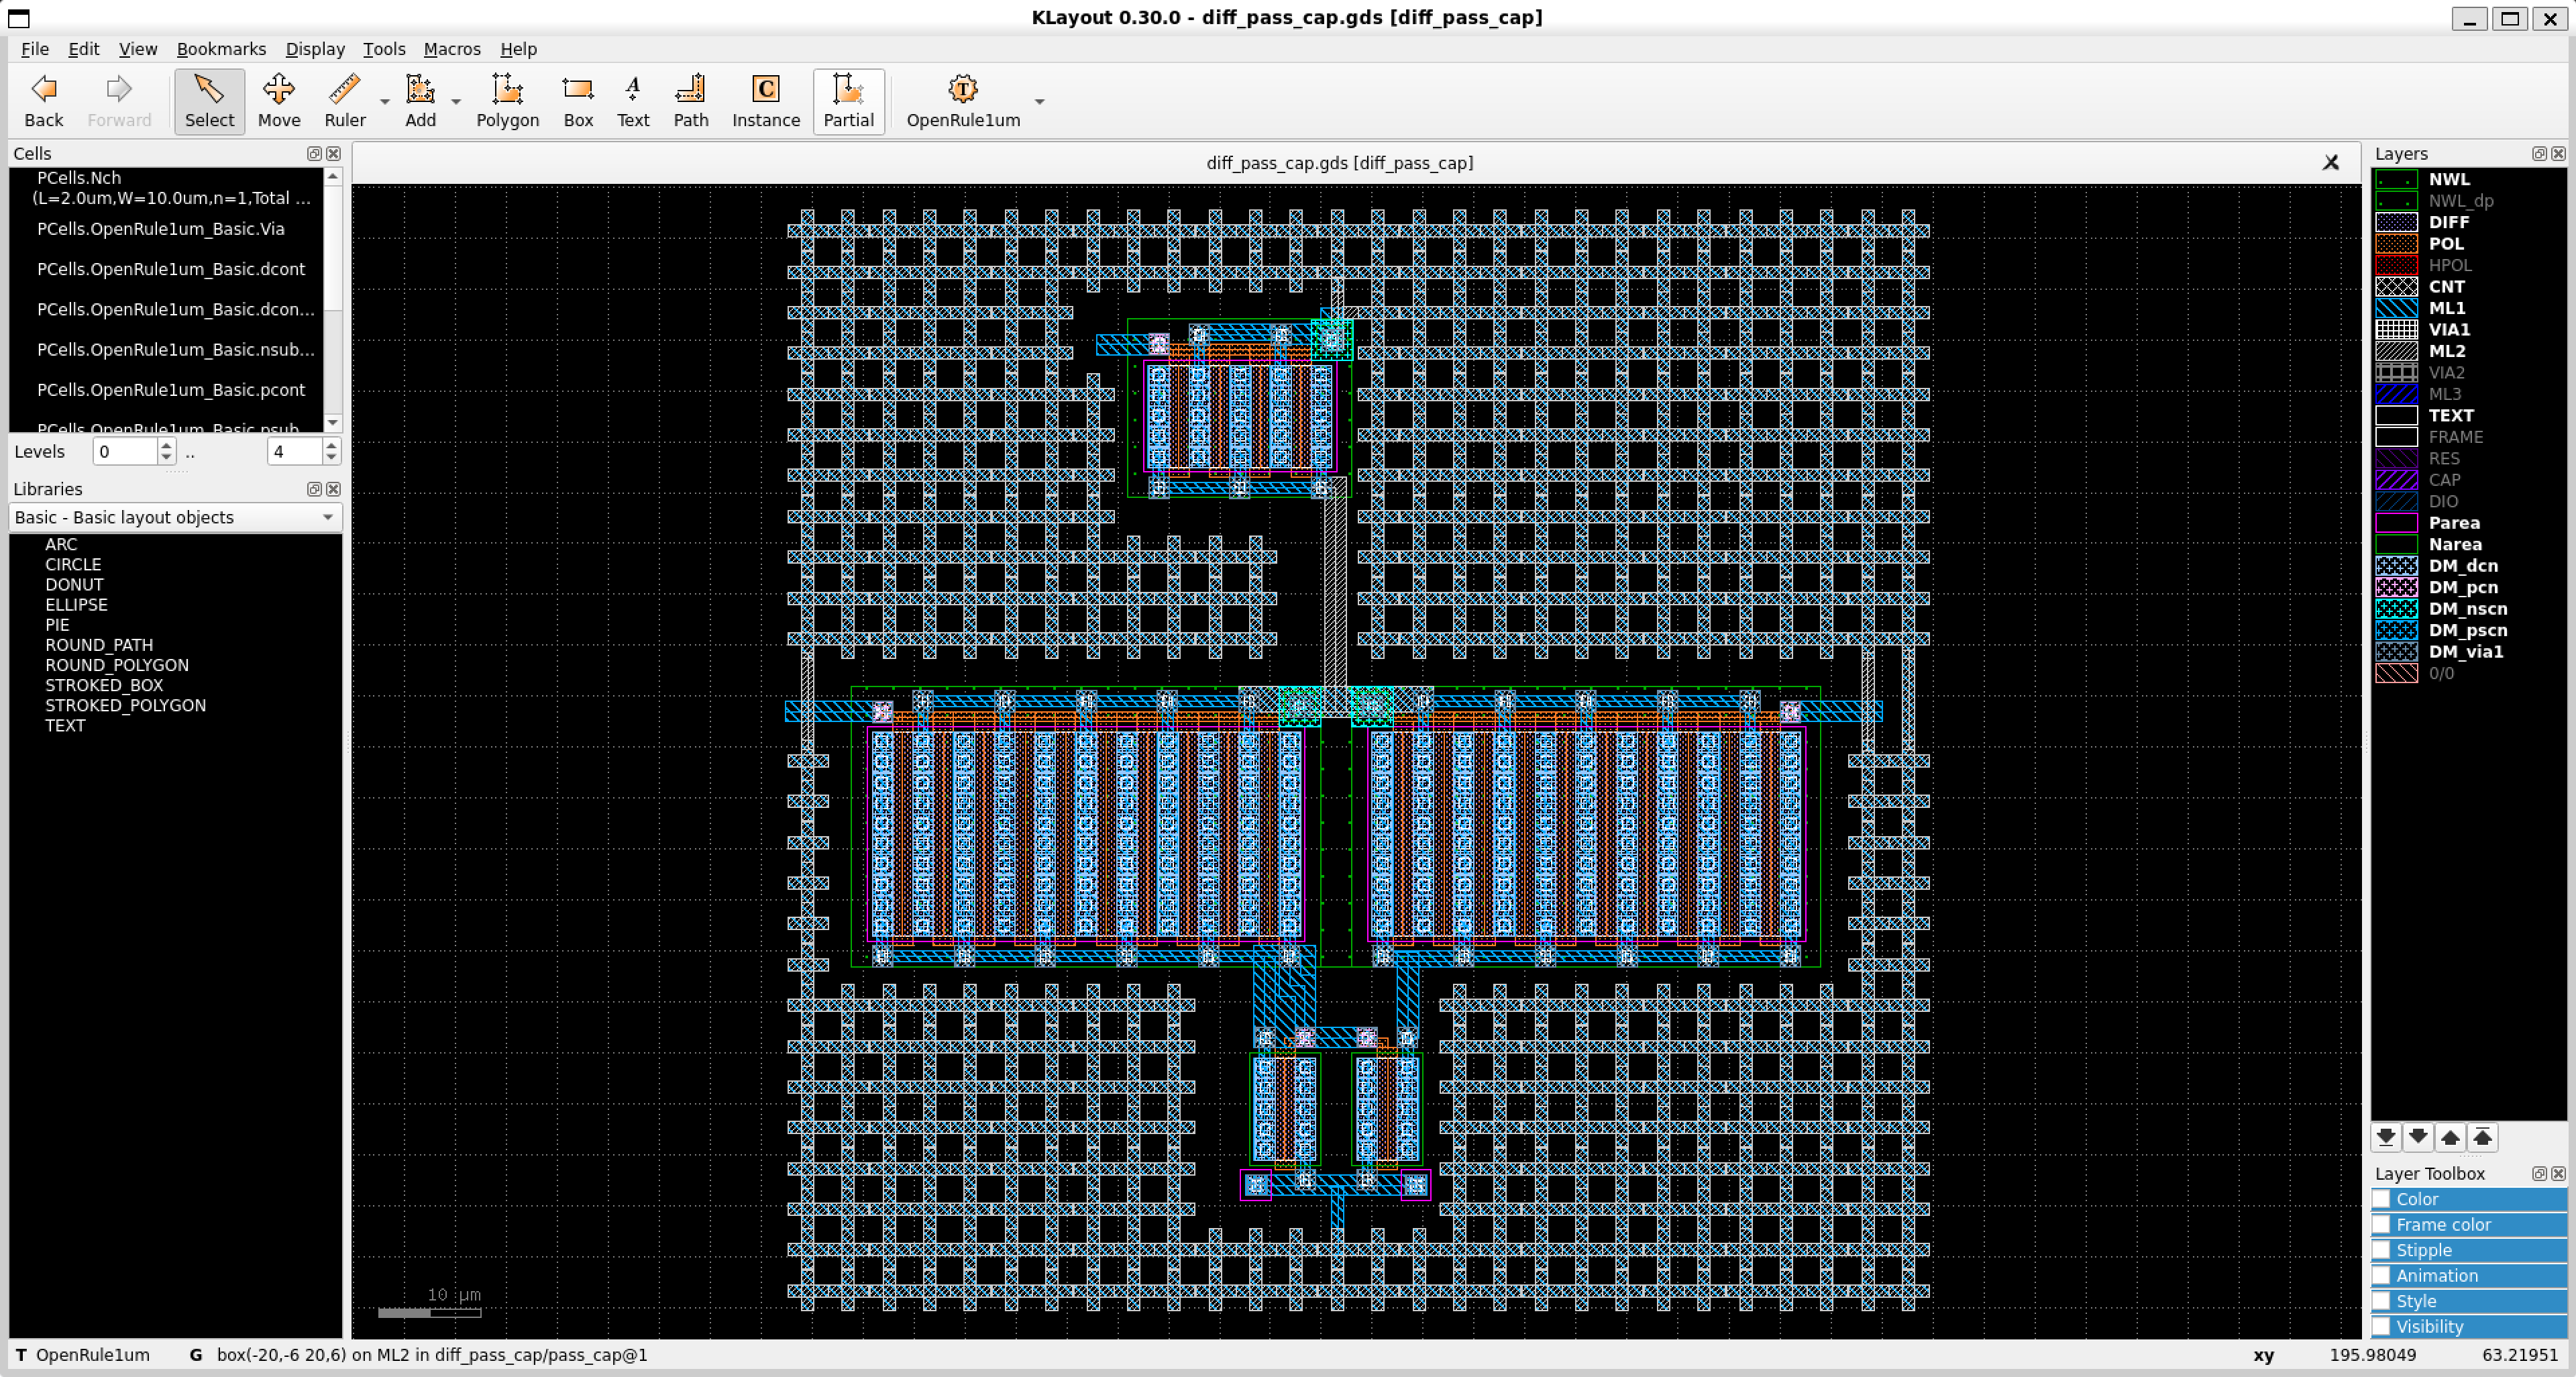 KLayout 0.30.0 - diff_pass_cap.gds [diff_pass_cap]
File Edit View Bookmarks Display Tools Macros Help
Back Forward Select Move Ruler Add Polygon Box Text Path Instance Partial OpenRule1um
Cells
PCells.Nch
(L=2.0um,W=10.0um,n=1,Total ...
PCells.OpenRule1um_Basic.Via
PCells.OpenRule1um_Basic.dcont
PCells.OpenRule1um_Basic.dcon...
PCells.OpenRule1um_Basic.nsub...
PCells.OpenRule1um_Basic.pcont
PCells.OpenRule1um_Basic.psub
Levels 0 .. 4
Libraries
Basic - Basic layout objects
ARC
CIRCLE
DONUT
ELLIPSE
PIE
ROUND_PATH
ROUND_POLYGON
STROKED_BOX
STROKED_POLYGON
TEXT
diff_pass_cap.gds [diff_pass_cap]
10 µm
Layers
NWL
NWL_dp
DIFF
POL
HPOL
CNT
ML1
VIA1
ML2
VIA2
ML3
TEXT
FRAME
RES
CAP
DIO
Parea
Narea
DM_dcn
DM_pcn
DM_nscn
DM_pscn
DM_via1
0/0
Layer Toolbox
Color
Frame color
Stipple
Animation
Style
Visibility
T OpenRule1um G box(-20,-6 20,6) on ML2 in diff_pass_cap/pass_cap@1 xy 195.98049 63.21951